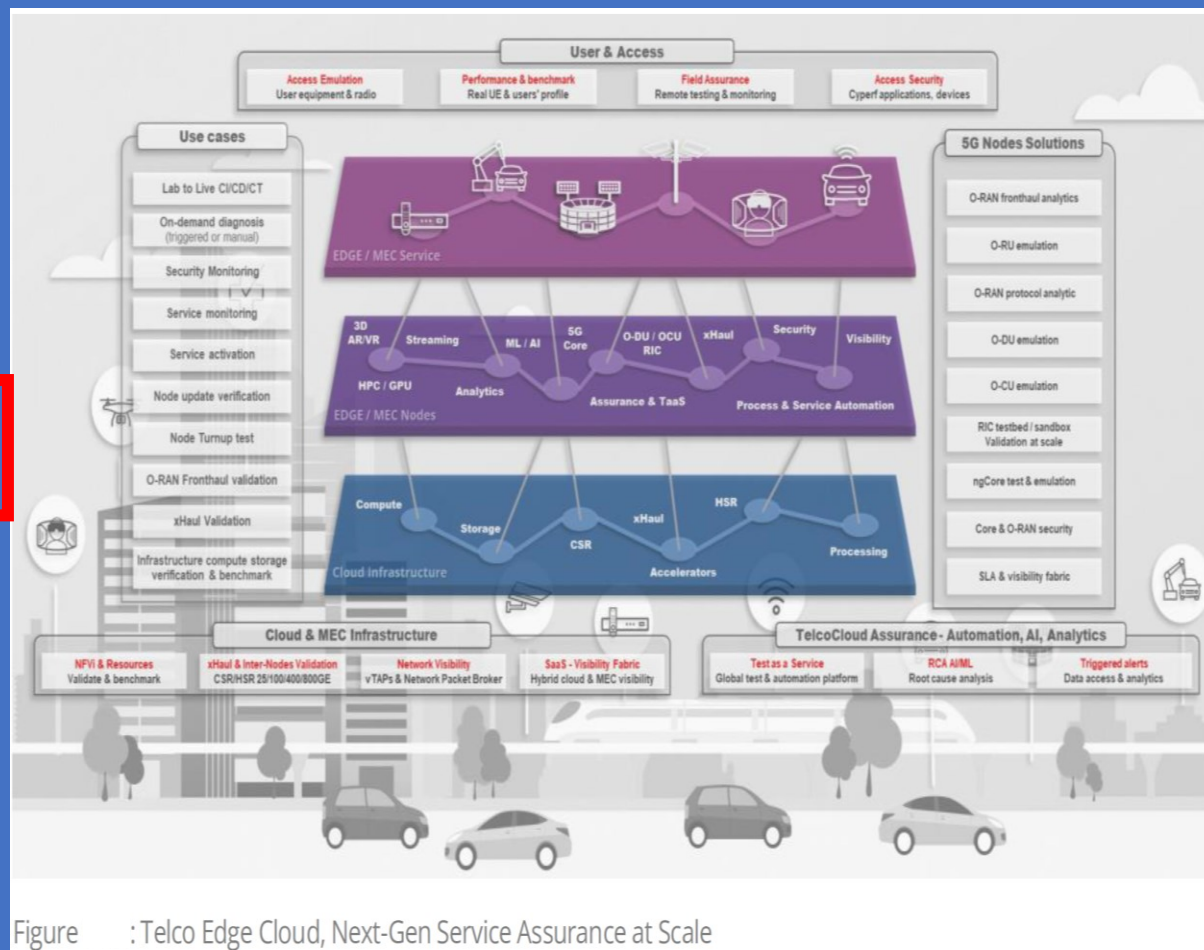 User & Access
Access Emulation
User equipment & radio
Performance & benchmark
Real UE & users' profile
Field Assurance
Remote testing & monitoring
Access Security
Cyperf applications, devices
Use cases
Lab to Live CI/CD/CT
On-demand diagnosis
(triggered or manual)
Security Monitoring
Service monitoring
Service activation
Node update verification
Node Turnup test
O-RAN Fronthaul validation
xHaul Validation
Infrastructure compute storage
verification & benchmark
EDGE / MEC Service
3D
AR/VR
Streaming
ML / AI
5G
Core
O-DU / OCU
RIC
xHaul
Security
Visibility
HPC / GPU
Analytics
Assurance & TaaS
Process & Service Automation
EDGE / MEC Nodes
Compute
Storage
CSR
xHaul
Accelerators
HSR
Processing
Cloud Infrastructure
5G Nodes Solutions
O-RAN fronthaul analytics
O-RU emulation
O-RAN protocol analytic
O-DU emulation
O-CU emulation
RIC testbed / sandbox
Validation at scale
ngCore test & emulation
Core & O-RAN security
SLA & visibility fabric
Cloud & MEC Infrastructure
NFVi & Resources
Validate & benchmark
xHaul & Inter-Nodes Validation
CSR/HSR 25/100/400/800GE
Network Visibility
vTAPs & Network Packet Broker
SaaS - Visibility Fabric
Hybrid cloud & MEC visibility
TelcoCloud Assurance - Automation, AI, Analytics
Test as a Service
Global test & automation platform
RCA AI/ML
Root cause analysis
Triggered alerts
Data access & analytics
Figure : Telco Edge Cloud, Next-Gen Service Assurance at Scale